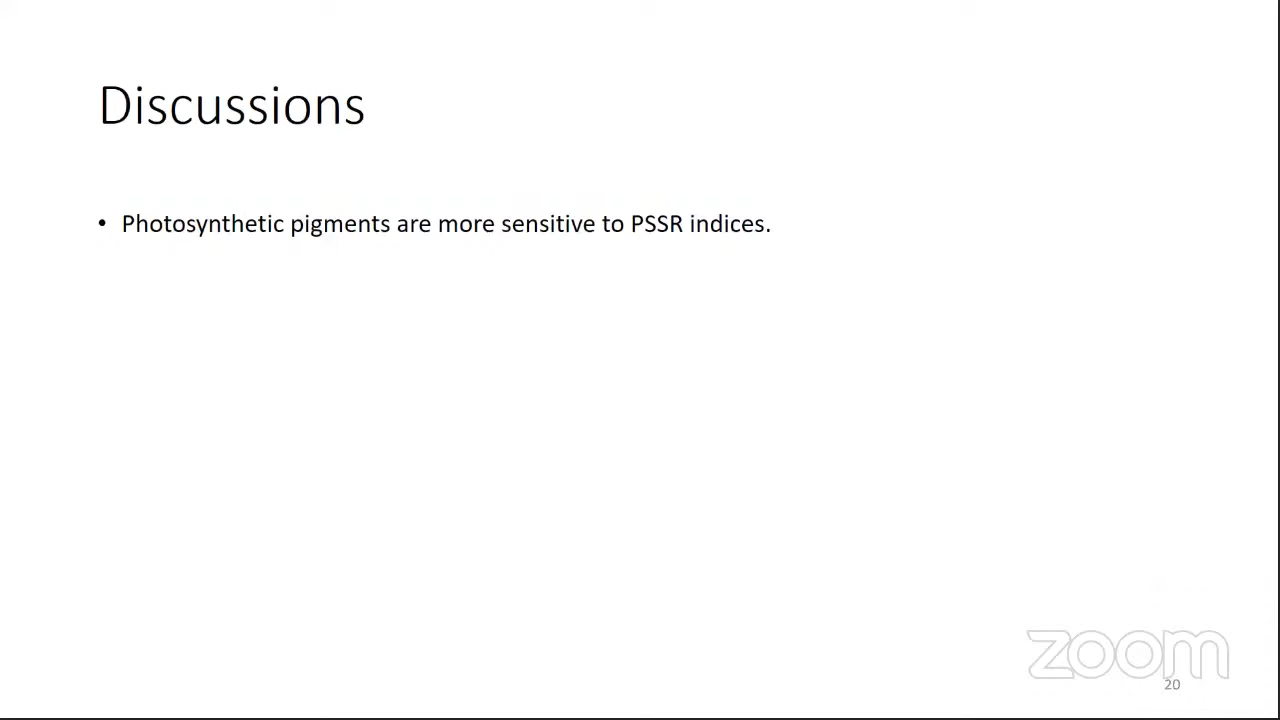 Discussions
• Photosynthetic pigments are more sensitive to PSSR indices.
zoom
20